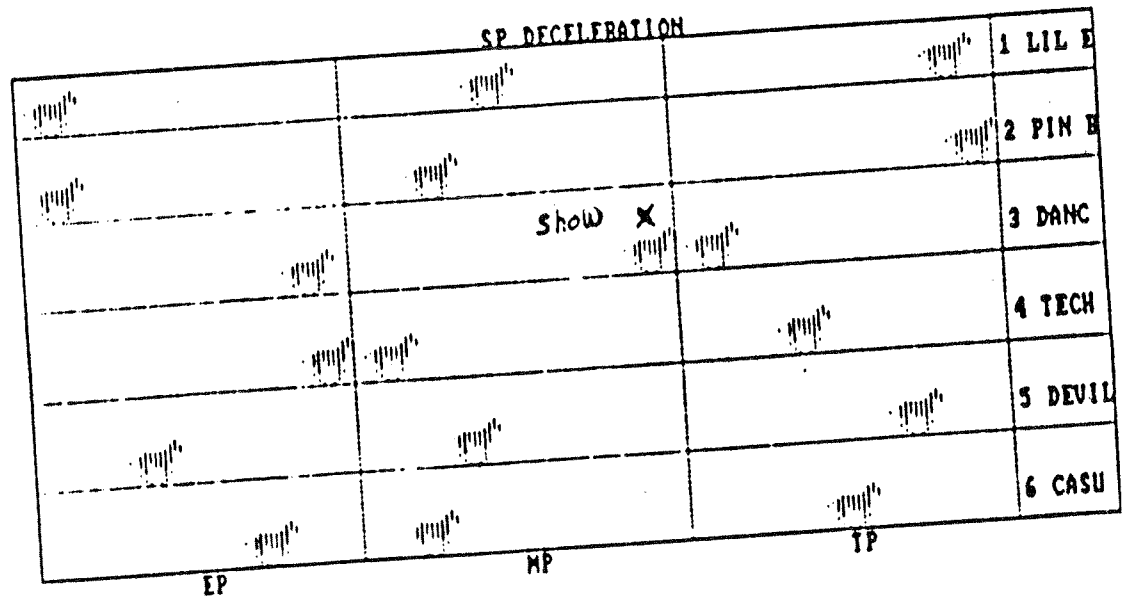 SP DECELERATION
1 LIL E
2 PIN B
Show X
3 DANC
4 TECH
5 DEVIL
6 CASU
EP MP TP